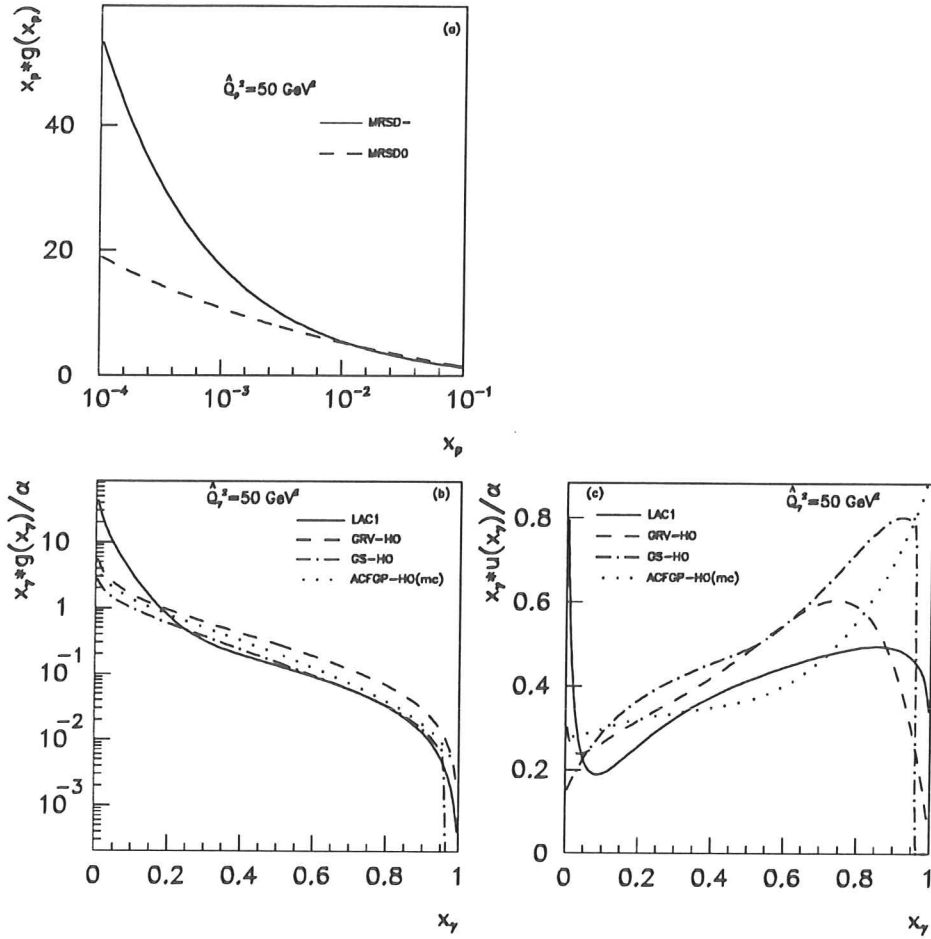 (a)
x_p*g(x_p)
Q̂_p²=50 GeV²
MRSD-
MRSD0
40
20
0
10⁻⁴ 10⁻³ 10⁻² 10⁻¹
x_p
(b)
x_γ*g(x_γ)/α
Q̂_γ²=50 GeV²
LAC1
GRV-HO
GS-HO
ACFGP-HO(mc)
10
1
10⁻¹
10⁻²
10⁻³
0 0.2 0.4 0.6 0.8 1
x_γ
(c)
x_γ*u(x_γ)/α
Q̂_γ²=50 GeV²
LAC1
GRV-HO
GS-HO
ACFGP-HO(mc)
0.8
0.6
0.4
0.2
0
0 0.2 0.4 0.6 0.8 1
x_γ